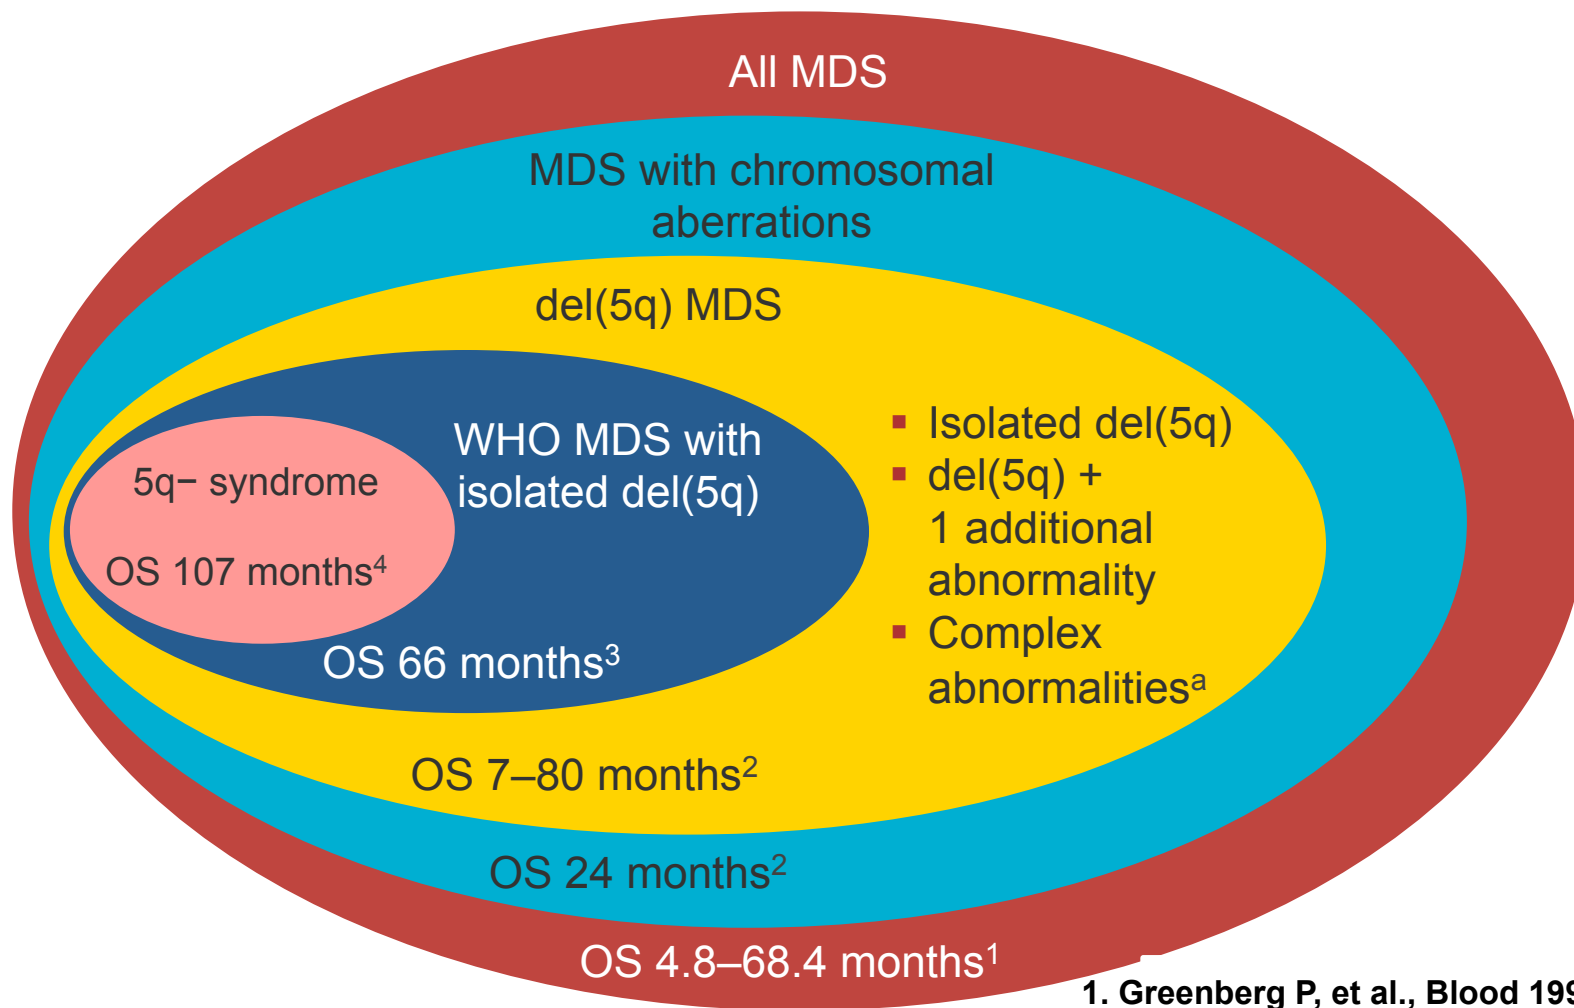 All MDS
MDS with chromosomal
aberrations
del(5q) MDS
WHO MDS with
isolated del(5q)
5q− syndrome
OS 107 months⁴
OS 66 months³
▪ Isolated del(5q)
▪ del(5q) +
1 additional
abnormality
▪ Complex
abnormalitiesᵃ
OS 7–80 months²
OS 24 months²
OS 4.8–68.4 months¹
1. Greenberg P, et al., Blood